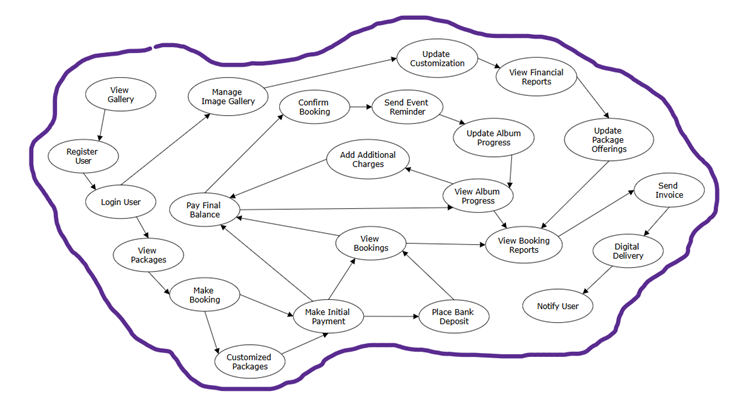 Update
Customization
View Financial
Reports
View
Gallery
Manage
Image Gallery
Confirm
Booking
Send Event
Reminder
Update Album
Progress
Update
Package
Offerings
Register
User
Add Additional
Charges
Login User
Pay Final
Balance
View Album
Progress
Send
Invoice
View
Packages
View
Bookings
View Booking
Reports
Digital
Delivery
Make
Booking
Make Initial
Payment
Place Bank
Deposit
Notify User
Customized
Packages